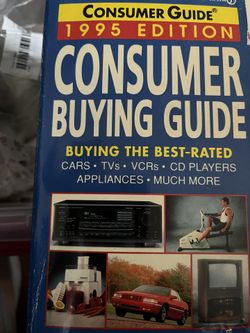 CONSUMER GUIDE®
1995 EDITION
CONSUMER
BUYING GUIDE
BUYING THE BEST-RATED
CARS • TVs • VCRs • CD PLAYERS
APPLIANCES • MUCH MORE